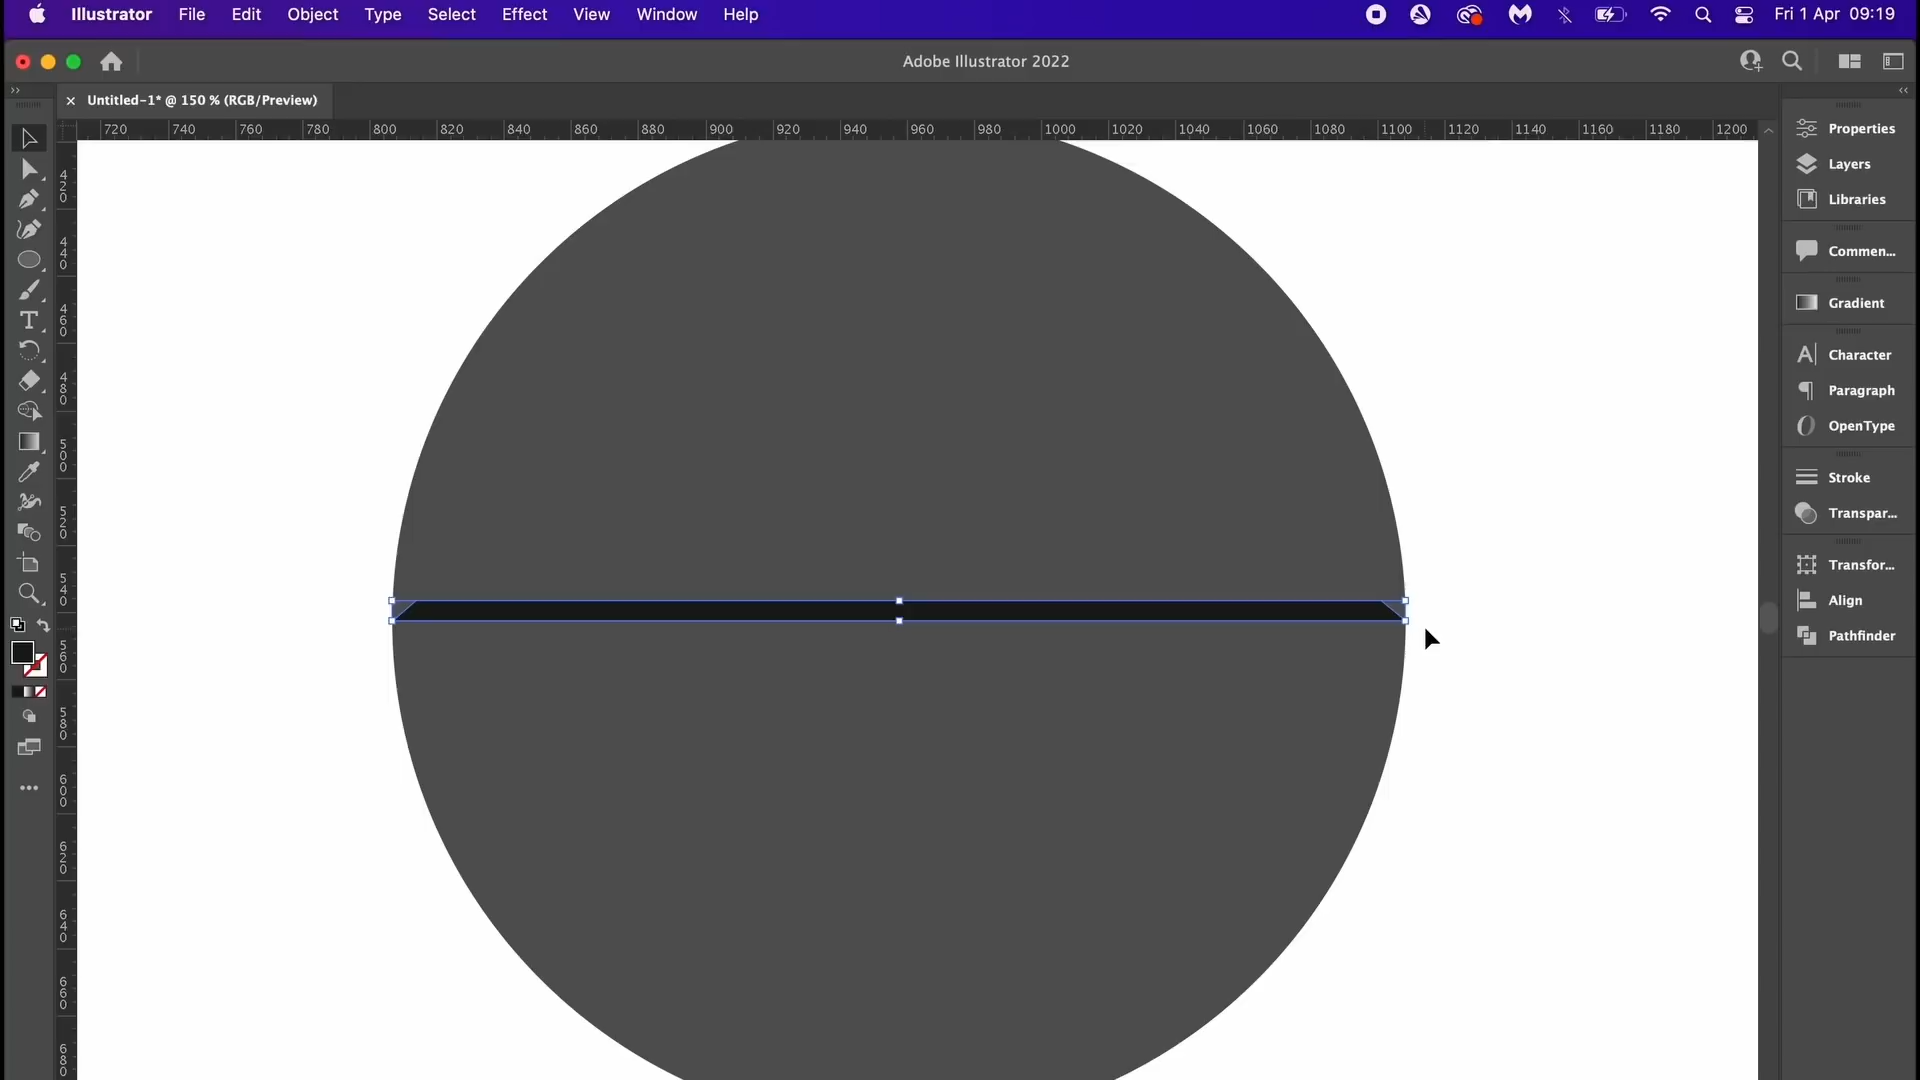 Illustrator File Edit Object Type Select Effect View Window Help Fri 1 Apr 09:19
Adobe Illustrator 2022
Untitled-1* @ 150 % (RGB/Preview)
720 740 760 780 800 820 840 860 880 900 920 940 960 980 1000 1020 1040 1060 1080 1100 1120 1140 1160 1180 1200
Properties
Layers
Libraries
Commen...
Gradient
Character
Paragraph
OpenType
Stroke
Transpar...
Transfor...
Align
Pathfinder
420
440
460
480
500
520
540
560
580
600
620
640
660
680